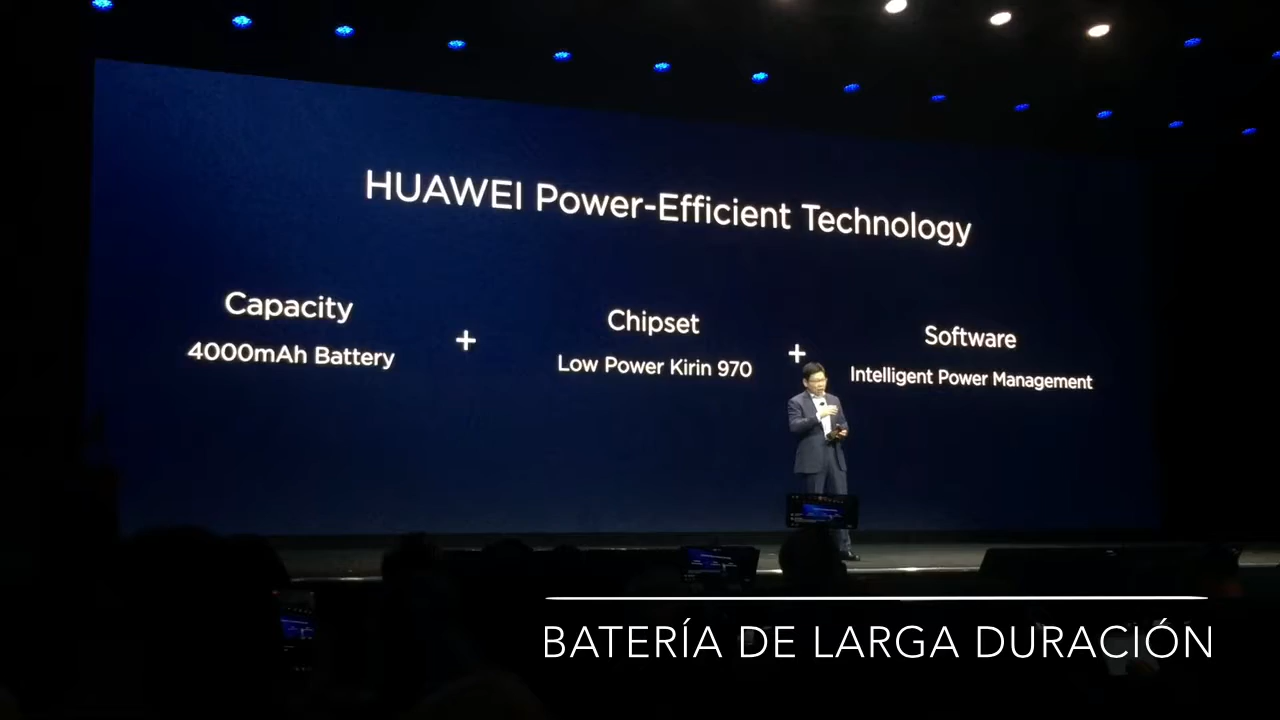 HUAWEI Power-Efficient Technology
Capacity
4000mAh Battery
+
Chipset
Low Power Kirin 970
+
Software
Intelligent Power Management
BATERÍA DE LARGA DURACIÓN